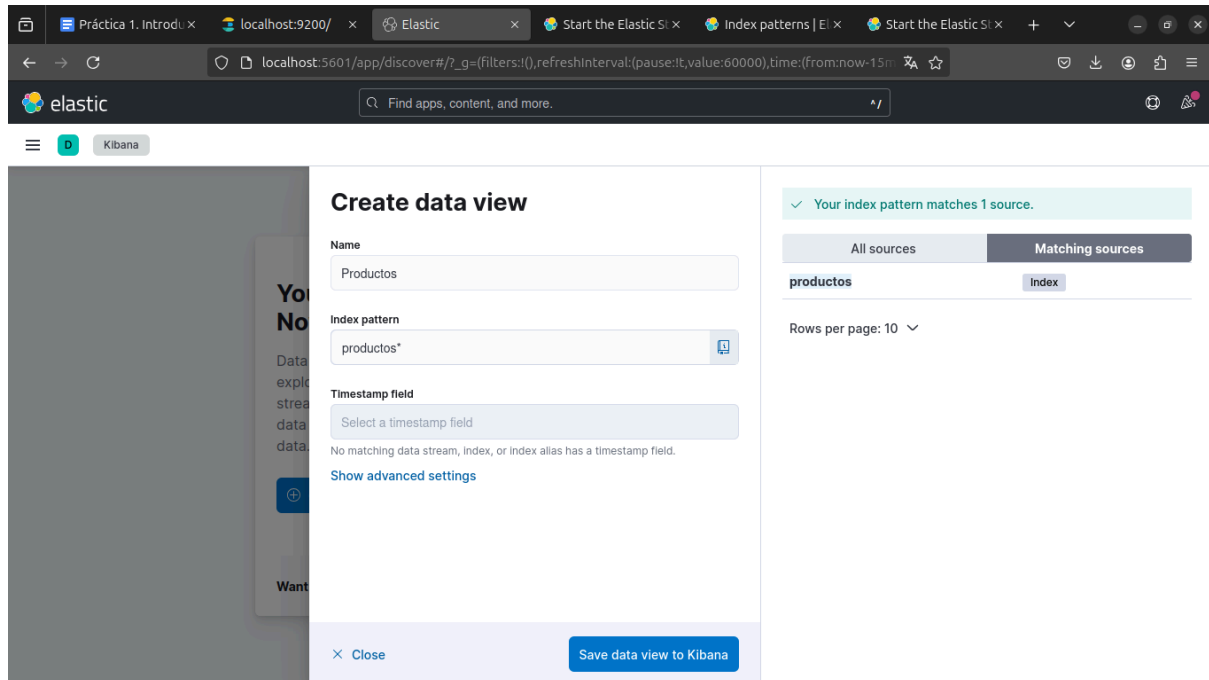 Práctica 1. Introdu
localhost:9200/
Elastic
Start the Elastic St
Index patterns | El
Start the Elastic St
localhost:5601/app/discover#/?_g=(filters:!(),refreshInterval:(pause:!t,value:60000),time:(from:now-15m
elastic
Find apps, content, and more.
^/
D
Kibana
You
No
Data
explo
strea
data
data.
Want
Create data view
Name
Productos
Index pattern
productos*
Timestamp field
Select a timestamp field
No matching data stream, index, or index alias has a timestamp field.
Show advanced settings
Close
Save data view to Kibana
Your index pattern matches 1 source.
All sources
Matching sources
productos
Index
Rows per page: 10